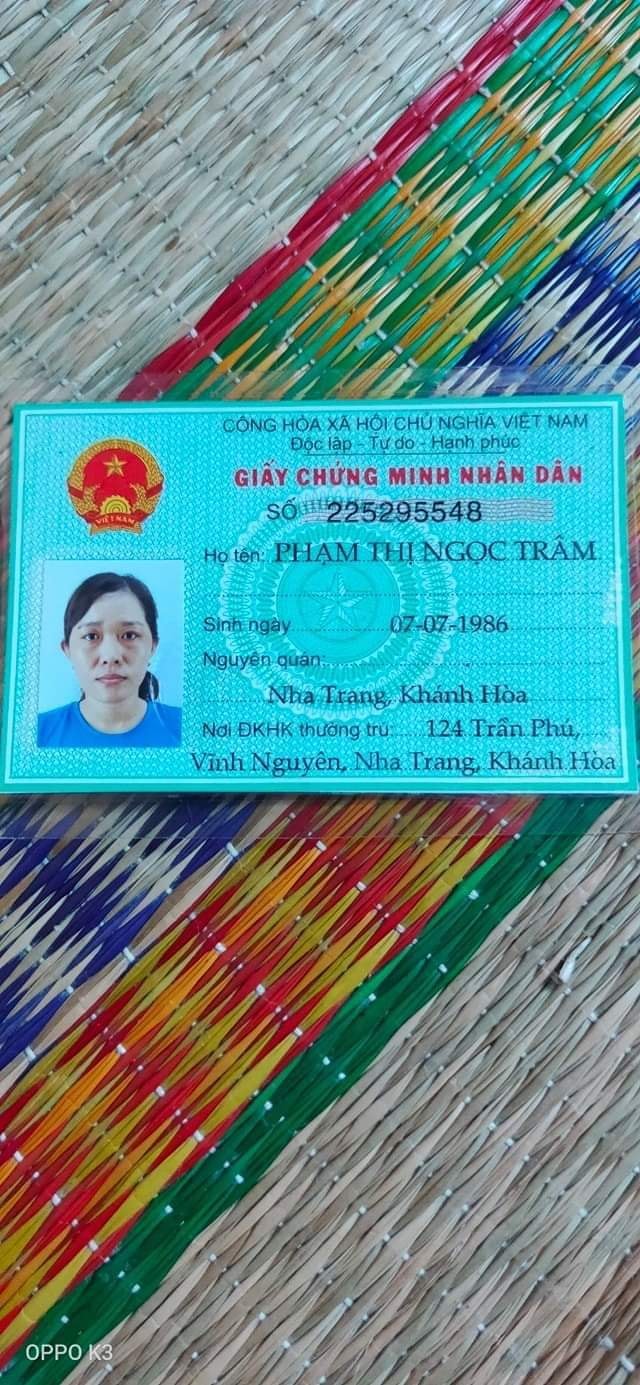 CỘNG HÒA XÃ HỘI CHỦ NGHĨA VIỆT NAM
Độc lập - Tự do - Hạnh phúc
GIẤY CHỨNG MINH NHÂN DÂN
SỐ 225295548
VIỆT NAM
Họ tên: PHẠM THỊ NGỌC TRÂM
Sinh ngày 07-07-1986
Nguyên quán:
Nha Trang, Khánh Hòa
Nơi ĐKHK thường trú: 124 Trần Phú,
Vĩnh Nguyên, Nha Trang, Khánh Hòa
OPPO K3